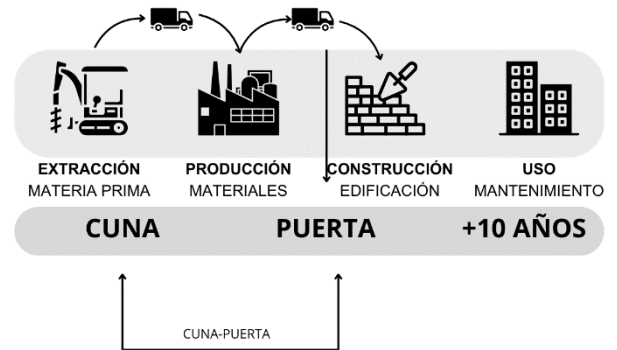 EXTRACCIÓN
MATERIA PRIMA
PRODUCCIÓN
MATERIALES
CONSTRUCCIÓN
EDIFICACIÓN
USO
MANTENIMIENTO
CUNA
PUERTA
+10 AÑOS
CUNA-PUERTA